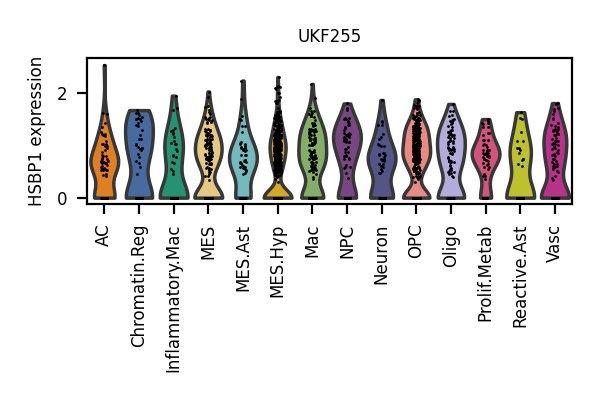 UKF255
HSBP1 expression
2
0
AC
Chromatin.Reg
Inflammatory.Mac
MES
MES.Ast
MES.Hyp
Mac
NPC
Neuron
OPC
Oligo
Prolif.Metab
Reactive.Ast
Vasc